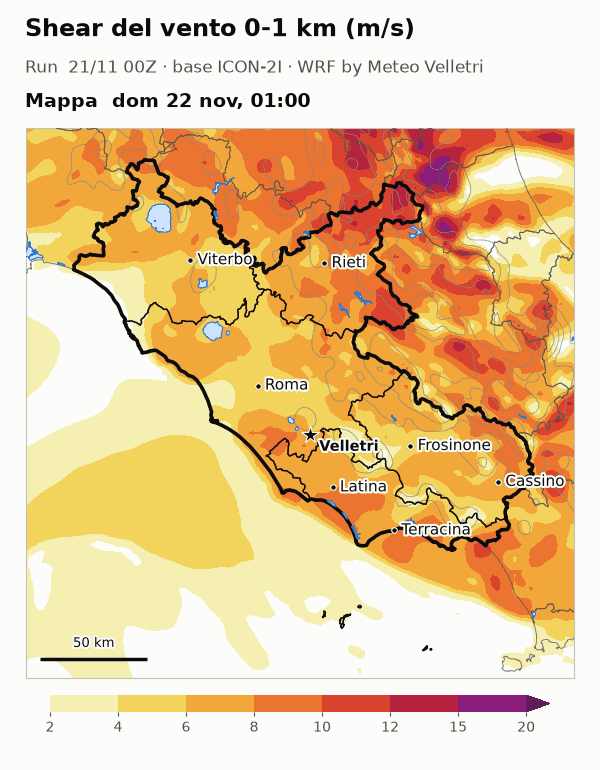 Shear del vento 0-1 km (m/s)
Run  21/11 00Z · base ICON-2I · WRF by Meteo Velletri
Mappa  dom 22 nov, 01:00
Viterbo
Rieti
Roma
Velletri
Frosinone
Latina
Cassino
Terracina
50 km
2 4 6 8 10 12 15 20